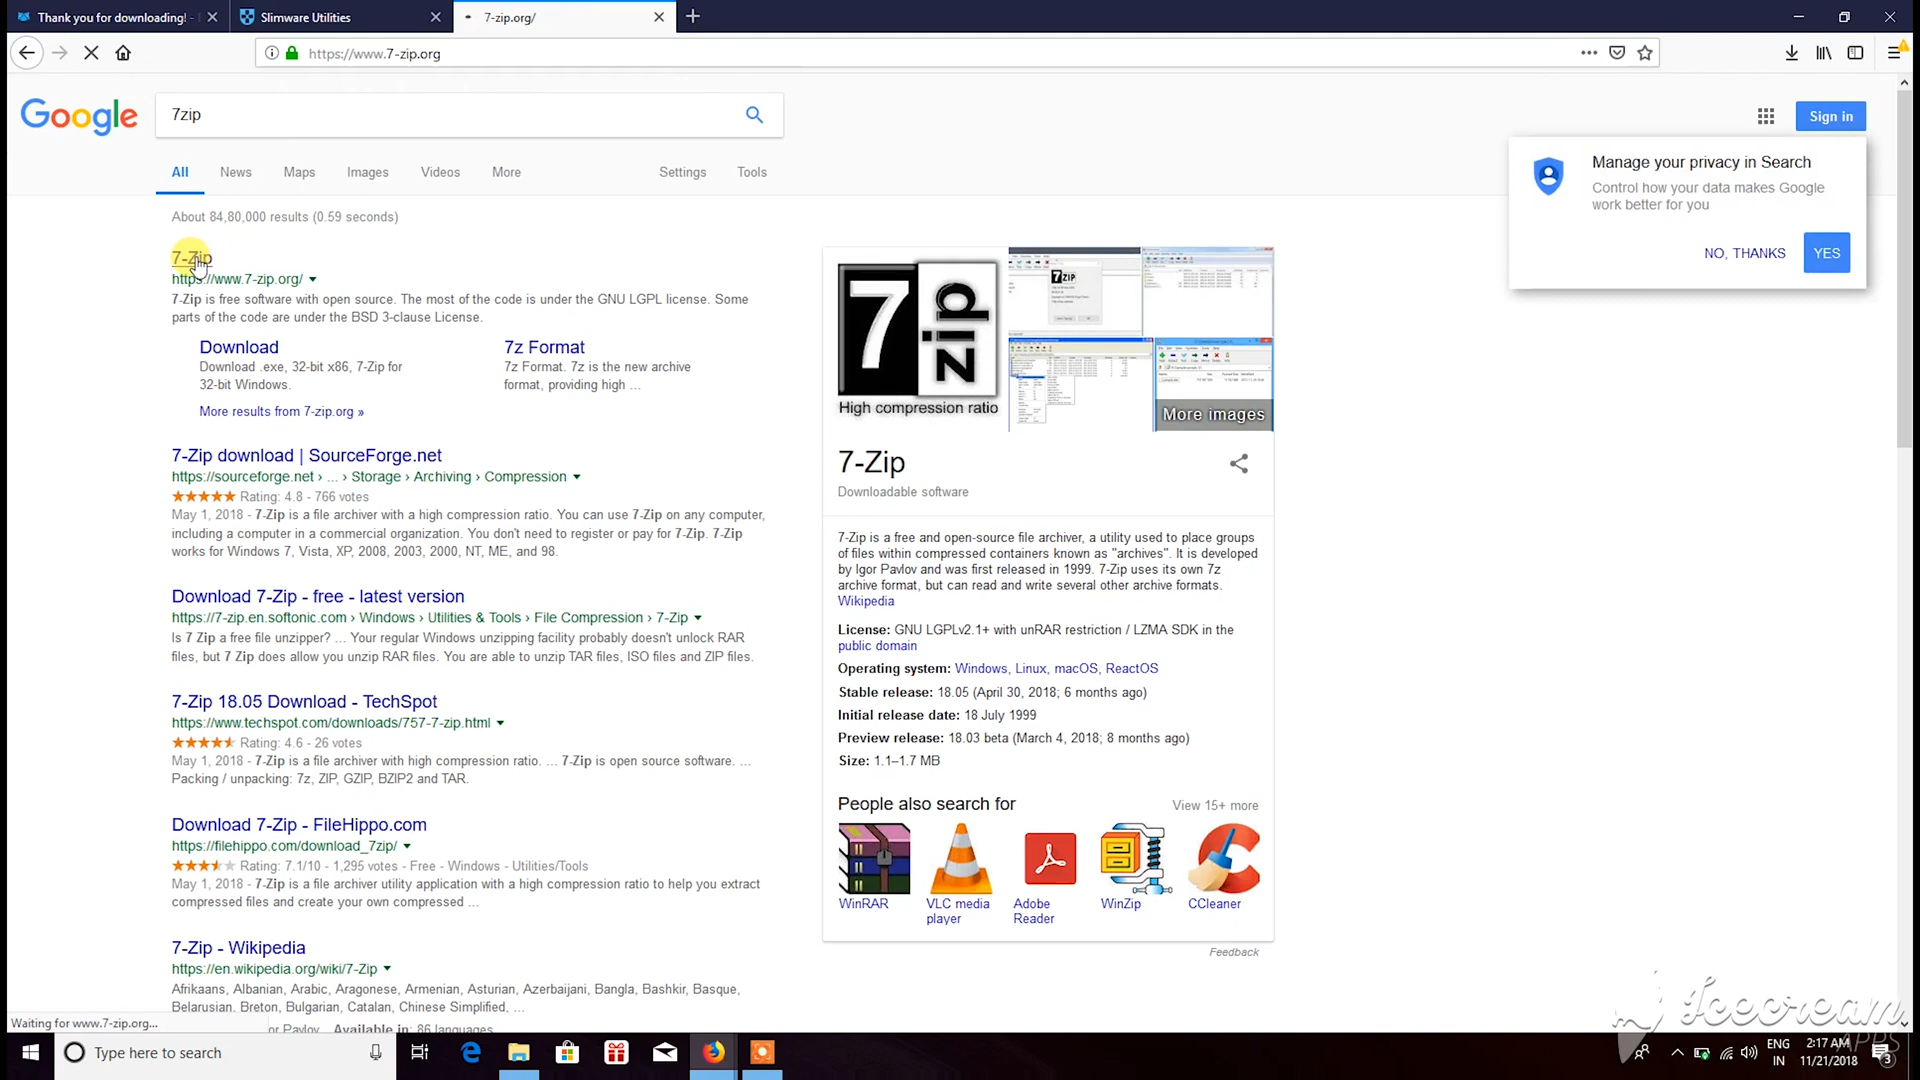 Thank you for downloading! -
Slimware Utilities
7-zip.org/
https://www.7-zip.org
Google
7zip
Sign in
All
News
Maps
Images
Videos
More
Settings
Tools
Manage your privacy in Search
Control how your data makes Google
work better for you
NO, THANKS
YES
About 84,80,000 results (0.59 seconds)
7-Zip
https://www.7-zip.org/
7-Zip is free software with open source. The most of the code is under the GNU LGPL license. Some
parts of the code are under the BSD 3-clause License.
Download
Download .exe, 32-bit x86, 7-Zip for
32-bit Windows.
7z Format
7z Format. 7z is the new archive
format, providing high ...
More results from 7-zip.org »
7-Zip download | SourceForge.net
https://sourceforge.net › ... › Storage › Archiving › Compression
Rating: 4.8 - 766 votes
May 1, 2018 - 7-Zip is a file archiver with a high compression ratio. You can use 7-Zip on any computer,
including a computer in a commercial organization. You don't need to register or pay for 7-Zip. 7-Zip
works for Windows 7, Vista, XP, 2008, 2003, 2000, NT, ME, and 98.
Download 7-Zip - free - latest version
https://7-zip.en.softonic.com › Windows › Utilities & Tools › File Compression › 7-Zip
Is 7 Zip a free file unzipper? ... Your regular Windows unzipping facility probably doesn't unlock RAR
files, but 7 Zip does allow you unzip RAR files. You are able to unzip TAR files, ISO files and ZIP files.
7-Zip 18.05 Download - TechSpot
https://www.techspot.com/downloads/757-7-zip.html
Rating: 4.6 - 26 votes
May 1, 2018 - 7-Zip is a file archiver with high compression ratio. ... 7-Zip is open source software. ...
Packing / unpacking: 7z, ZIP, GZIP, BZIP2 and TAR.
Download 7-Zip - FileHippo.com
https://filehippo.com/download_7zip/
Rating: 7.1/10 - 1,295 votes - Free - Windows - Utilities/Tools
May 1, 2018 - 7-Zip is a file archiver utility application with a high compression ratio to help you extract
compressed files and create your own compressed ...
7-Zip - Wikipedia
https://en.wikipedia.org/wiki/7-Zip
Afrikaans, Albanian, Arabic, Aragonese, Armenian, Asturian, Azerbaijani, Bangla, Bashkir, Basque,
Belarusian, Breton, Bulgarian, Catalan, Chinese Simplified, ...
or Pavlov Available in: 86 languages
7 zip
High compression ratio
7 ZIP
More images
7-Zip
Downloadable software
7-Zip is a free and open-source file archiver, a utility used to place groups
of files within compressed containers known as "archives". It is developed
by Igor Pavlov and was first released in 1999. 7-Zip uses its own 7z
archive format, but can read and write several other archive formats.
Wikipedia
License: GNU LGPLv2.1+ with unRAR restriction / LZMA SDK in the
public domain
Operating system: Windows, Linux, macOS, ReactOS
Stable release: 18.05 (April 30, 2018; 6 months ago)
Initial release date: 18 July 1999
Preview release: 18.03 beta (March 4, 2018; 8 months ago)
Size: 1.1–1.7 MB
People also search for
View 15+ more
WinRAR
VLC media
player
Adobe
Reader
WinZip
CCleaner
Feedback
Icecream
APPS
Waiting for www.7-zip.org...
Type here to search
ENG
IN
2:17 AM
11/21/2018
3